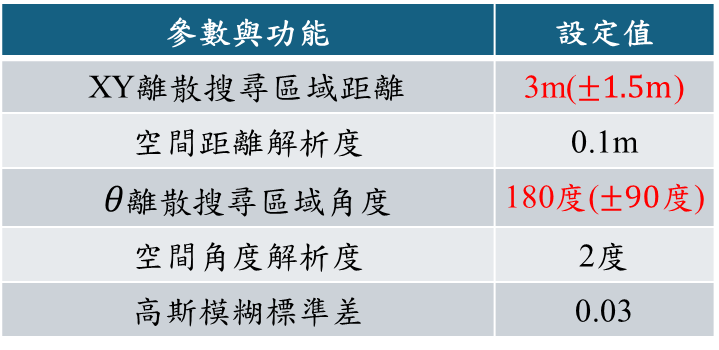 參數與功能 設定值
XY離散搜尋區域距離 3m(±1.5m)
空間距離解析度 0.1m
θ離散搜尋區域角度 180度(±90度)
空間角度解析度 2度
高斯模糊標準差 0.03